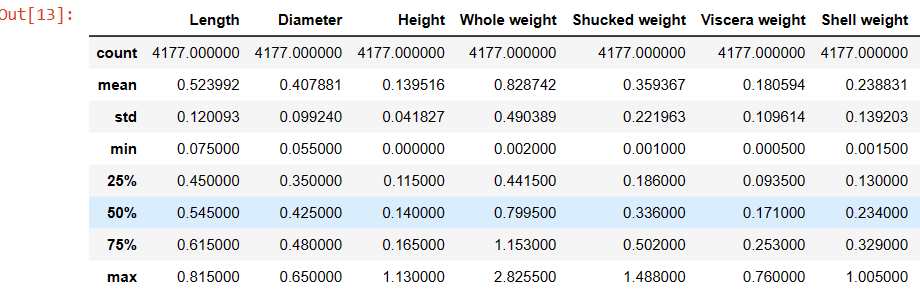 Out[13]:
Length Diameter Height Whole weight Shucked weight Viscera weight Shell weight
count 4177.000000 4177.000000 4177.000000 4177.000000 4177.000000 4177.000000 4177.000000
mean 0.523992 0.407881 0.139516 0.828742 0.359367 0.180594 0.238831
std 0.120093 0.099240 0.041827 0.490389 0.221963 0.109614 0.139203
min 0.075000 0.055000 0.000000 0.002000 0.001000 0.000500 0.001500
25% 0.450000 0.350000 0.115000 0.441500 0.186000 0.093500 0.130000
50% 0.545000 0.425000 0.140000 0.799500 0.336000 0.171000 0.234000
75% 0.615000 0.480000 0.165000 1.153000 0.502000 0.253000 0.329000
max 0.815000 0.650000 1.130000 2.825500 1.488000 0.760000 1.005000